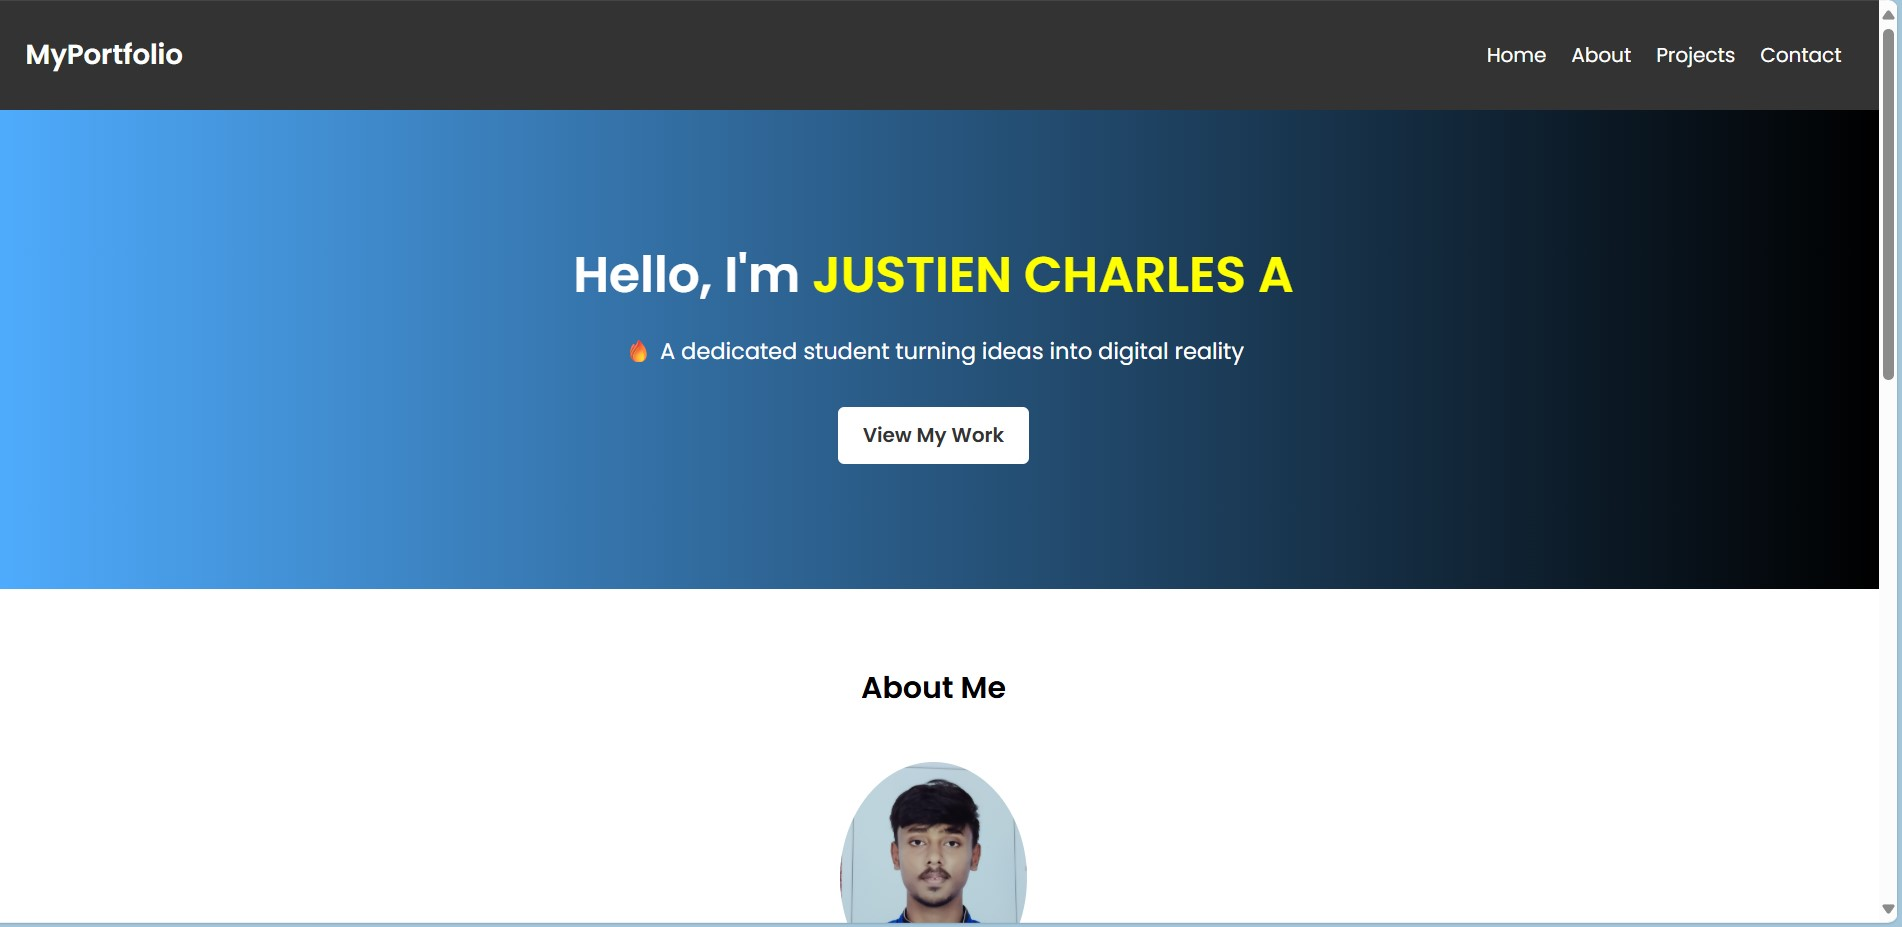 MyPortfolio
Home About Projects Contact
Hello, I'm JUSTIEN CHARLES A
🔥 A dedicated student turning ideas into digital reality
View My Work
About Me